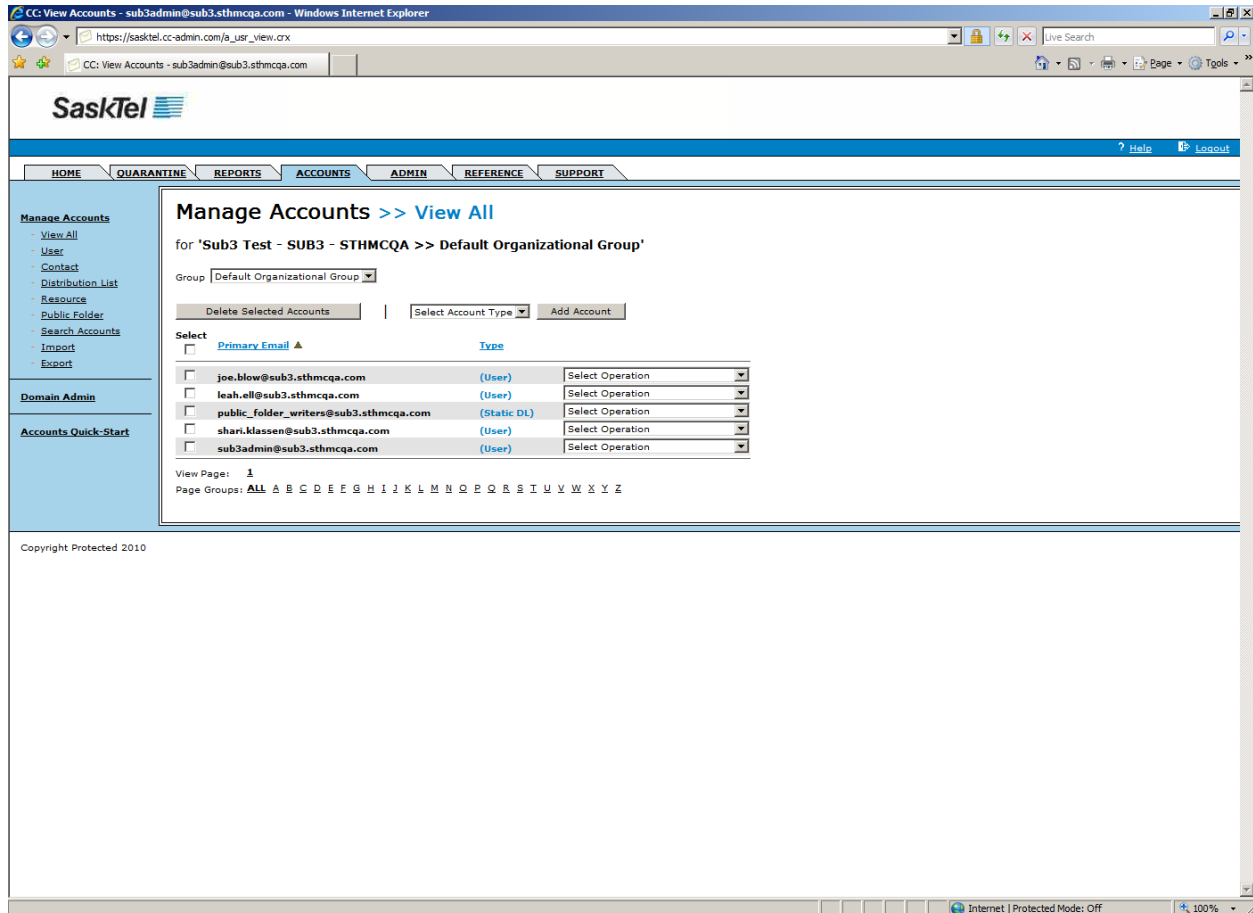 CC: View Accounts - sub3admin@sub3.sthmcqa.com - Windows Internet Explorer
https://sasktel.cc-admin.com/a_usr_view.crx
Live Search
CC: View Accounts - sub3admin@sub3.sthmcqa.com
Page
Tools
»
SaskTel
? Help
Logout
HOME QUARANTINE REPORTS ACCOUNTS ADMIN REFERENCE SUPPORT
Manage Accounts
View All
User
Contact
Distribution List
Resource
Public Folder
Search Accounts
Import
Export
Domain Admin
Accounts Quick-Start
Manage Accounts >> View All
for 'Sub3 Test - SUB3 - STHMCQA >> Default Organizational Group'
Group Default Organizational Group
Delete Selected Accounts | Select Account Type Add Account
Select
Primary Email Type
joe.blow@sub3.sthmcqa.com (User) Select Operation
leah.ell@sub3.sthmcqa.com (User) Select Operation
public_folder_writers@sub3.sthmcqa.com (Static DL) Select Operation
shari.klassen@sub3.sthmcqa.com (User) Select Operation
sub3admin@sub3.sthmcqa.com (User) Select Operation
View Page: 1
Page Groups: ALL A B C D E F G H I J K L M N O P Q R S T U V W X Y Z
Copyright Protected 2010
Internet | Protected Mode: Off
100%